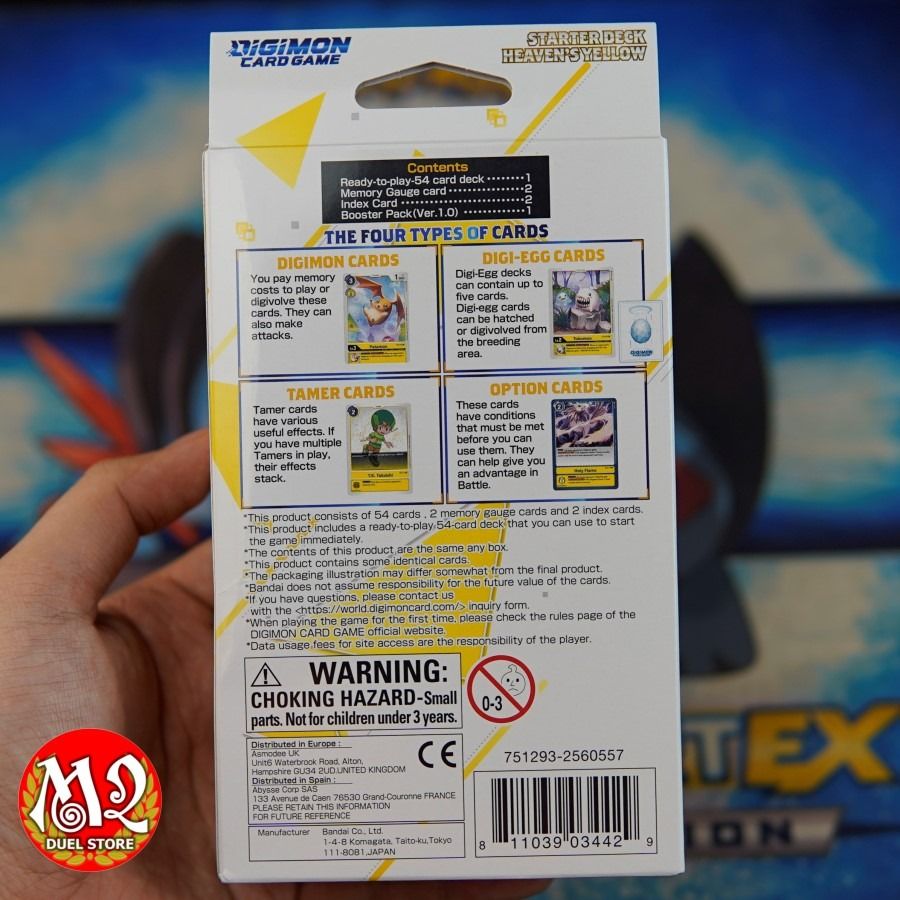 DIGIMON
CARD GAME
STARTER DECK
HEAVEN'S YELLOW
Contents
Ready-to-play-54 card deck ········· 1
Memory Gauge card ················ 2
Index Card ························ 2
Booster Pack(Ver.1.0) ············· 1
THE FOUR TYPES OF CARDS
DIGIMON CARDS
You pay memory
costs to play or
digivolve these
cards. They can
also make
attacks.
Patamon
DIGI-EGG CARDS
Digi-Egg decks
can contain up to
five cards.
Digi-egg cards
can be hatched
or digivolved from
the breeding
area.
Tokomon
DIGIMON
TAMER CARDS
Tamer cards
have various
useful effects. If
you have multiple
Tamers in play,
their effects
stack.
T.K. Takaishi
OPTION CARDS
These cards
have conditions
that must be met
before you can
use them. They
can help give you
an advantage in
Battle.
Holy Flame
*This product consists of 54 cards , 2 memory gauge cards and 2 index cards.
*This product includes a ready-to-play 54-card deck that you can use to start
the game immediately.
*The contents of this product are the same any box.
*This product contains some identical cards.
*The packaging illustration may differ somewhat from the final product.
*Bandai does not assume responsibility for the future value of the cards.
*If you have questions, please contact us
with the <https://world.digimoncard.com/> inquiry form.
*When playing the game for the first time, please check the rules page of the
DIGIMON CARD GAME official website.
*Data usage fees for site access are the responsibility of the player.
WARNING:
CHOKING HAZARD-Small
parts. Not for children under 3 years.
0-3
Distributed in Europe :
Asmodee UK
Unit6 Waterbrook Road, Alton,
Hampshire GU34 2UD.UNITED KINGDOM
Distributed in Spain :
Abysse Corp SAS
133 Avenue de Caen 76530 Grand-Couronne FRANCE
PLEASE RETAIN THIS INFORMATION
FOR FUTURE REFERENCE
CE
Manufacturer Bandai Co., Ltd.
1-4-8 Komagata, Taito-ku,Tokyo
111-8081,JAPAN
751293-2560557
8 11039 03442 9
EX
ION
M2
DUEL STORE